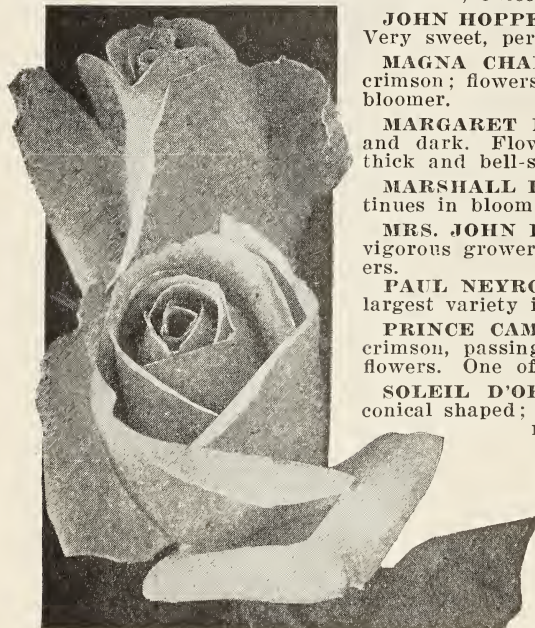 JOHN HOPPE
Very sweet, per
MAGNA CHA
crimson; flowers
bloomer.
MARGARET
and dark. Flow
thick and bell-s
MARSHALL
tinues in bloom
MRS. JOHN
vigorous grower
ers.
PAUL NEYRO
largest variety i
PRINCE CAM
crimson, passing
flowers. One of
SOLEIL D'O
conical shaped;